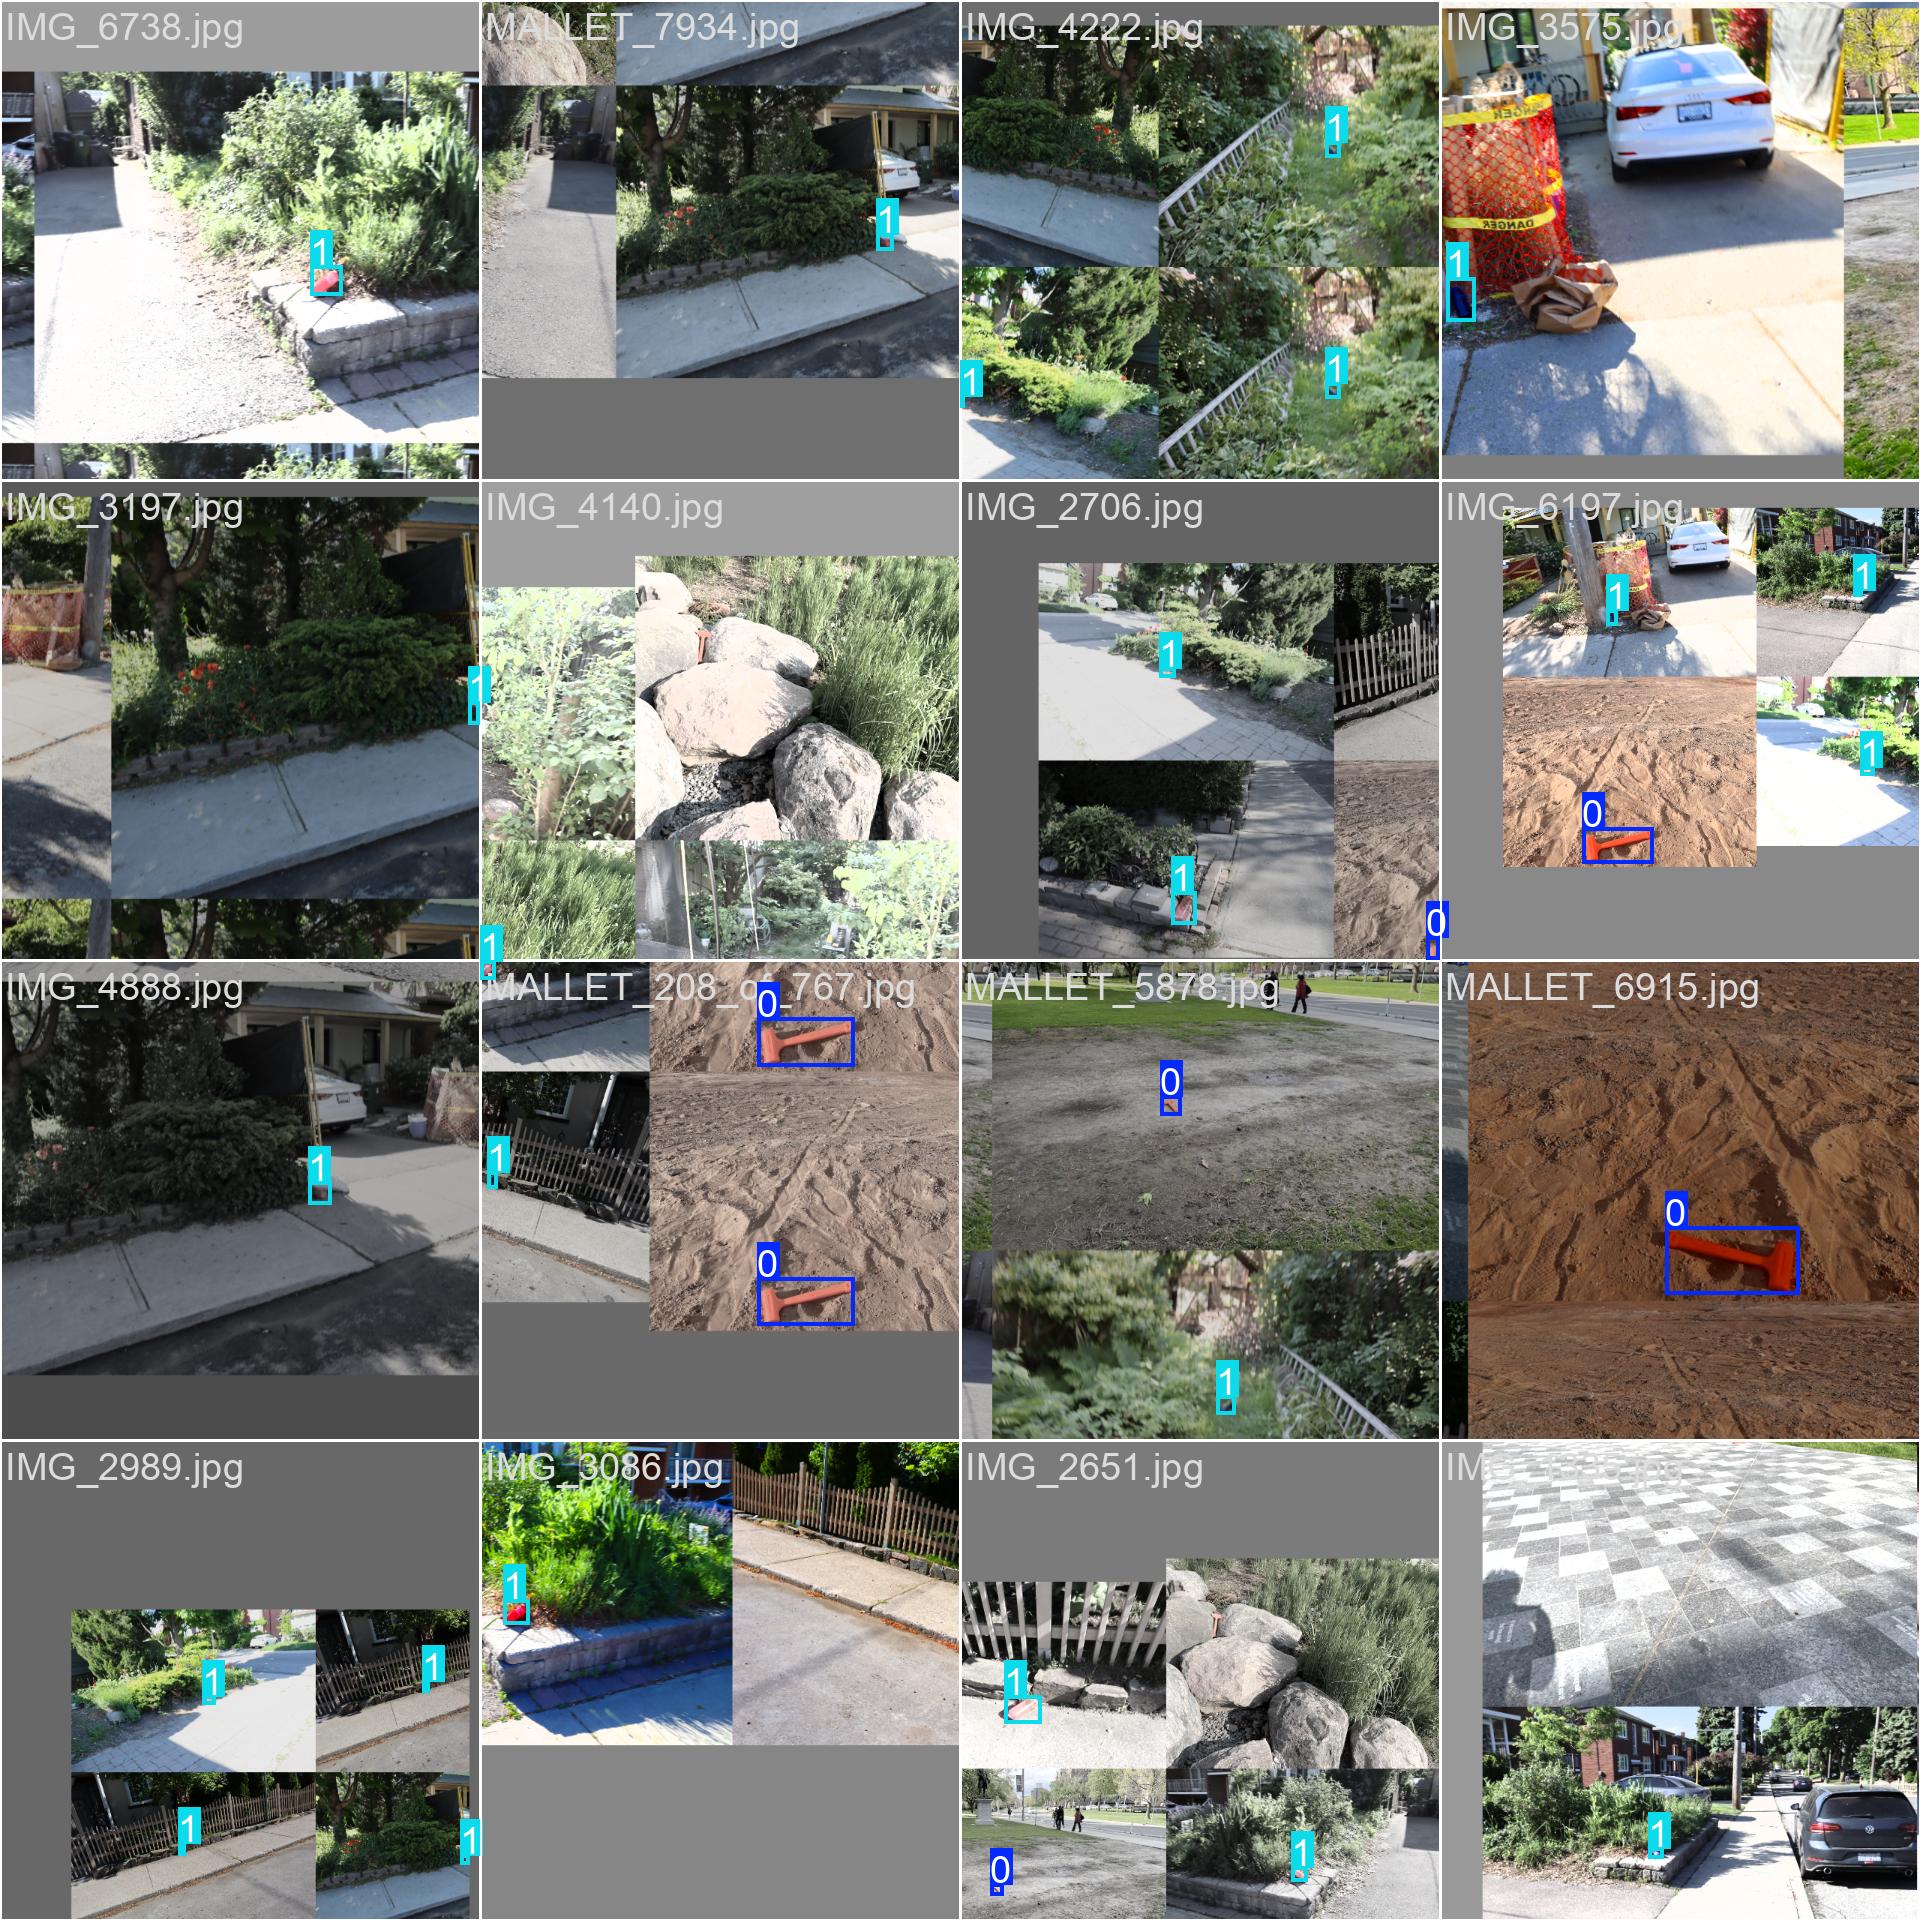 IMG_6738.jpg
MALLET_7934.jpg
IMG_4222.jpg
IMG_3575.jpg
1
1
1
1
1
1
DANGER
DANGER
IMG_3197.jpg
IMG_4140.jpg
IMG_2706.jpg
IMG_6197.jpg
1
1
1
1
0
1
1
1
0
1
IMG_4888.jpg
MALLET_208_of_767.jpg
MALLET_5878.jpg
MALLET_6915.jpg
1
0
1
0
0
1
0
IMG_2989.jpg
IMG_3086.jpg
IMG_2651.jpg
1
1
1
1
1
1
0
1
1